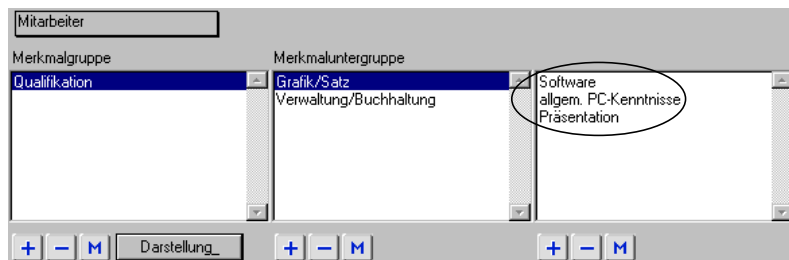 Mitarbeiter
Merkmalgruppe
Merkmaluntergruppe
Qualifikation
Grafik/Satz
Verwaltung/Buchhaltung
Software
allgem. PC-Kenntnisse
Präsentation
+ – M Darstellung_
+ – M
+ – M